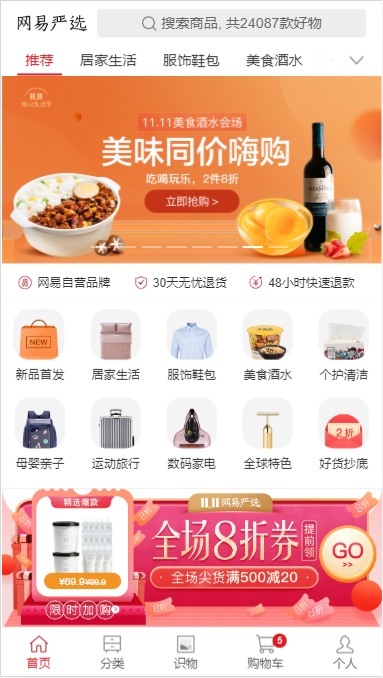 网易严选
搜索商品, 共24087款好物
推荐 居家生活 服饰鞋包 美食酒水
11.11
11.11美食酒水会场
美味同价嗨购
吃喝玩乐，2件8折
立即抢购 >
网易自营品牌 30天无忧退货 48小时快速退款
NEW
新品首发 居家生活 服饰鞋包 美食酒水 个护清洁
2折
母婴亲子 运动旅行 数码家电 全球特色 好货抄底
精选爆款
11.11 网易严选
全场8折券 提前领
GO
>>
¥69.9 ¥99.9
全场尖货满500减20
限时加购
8折
5
首页 分类 识物 购物车 个人